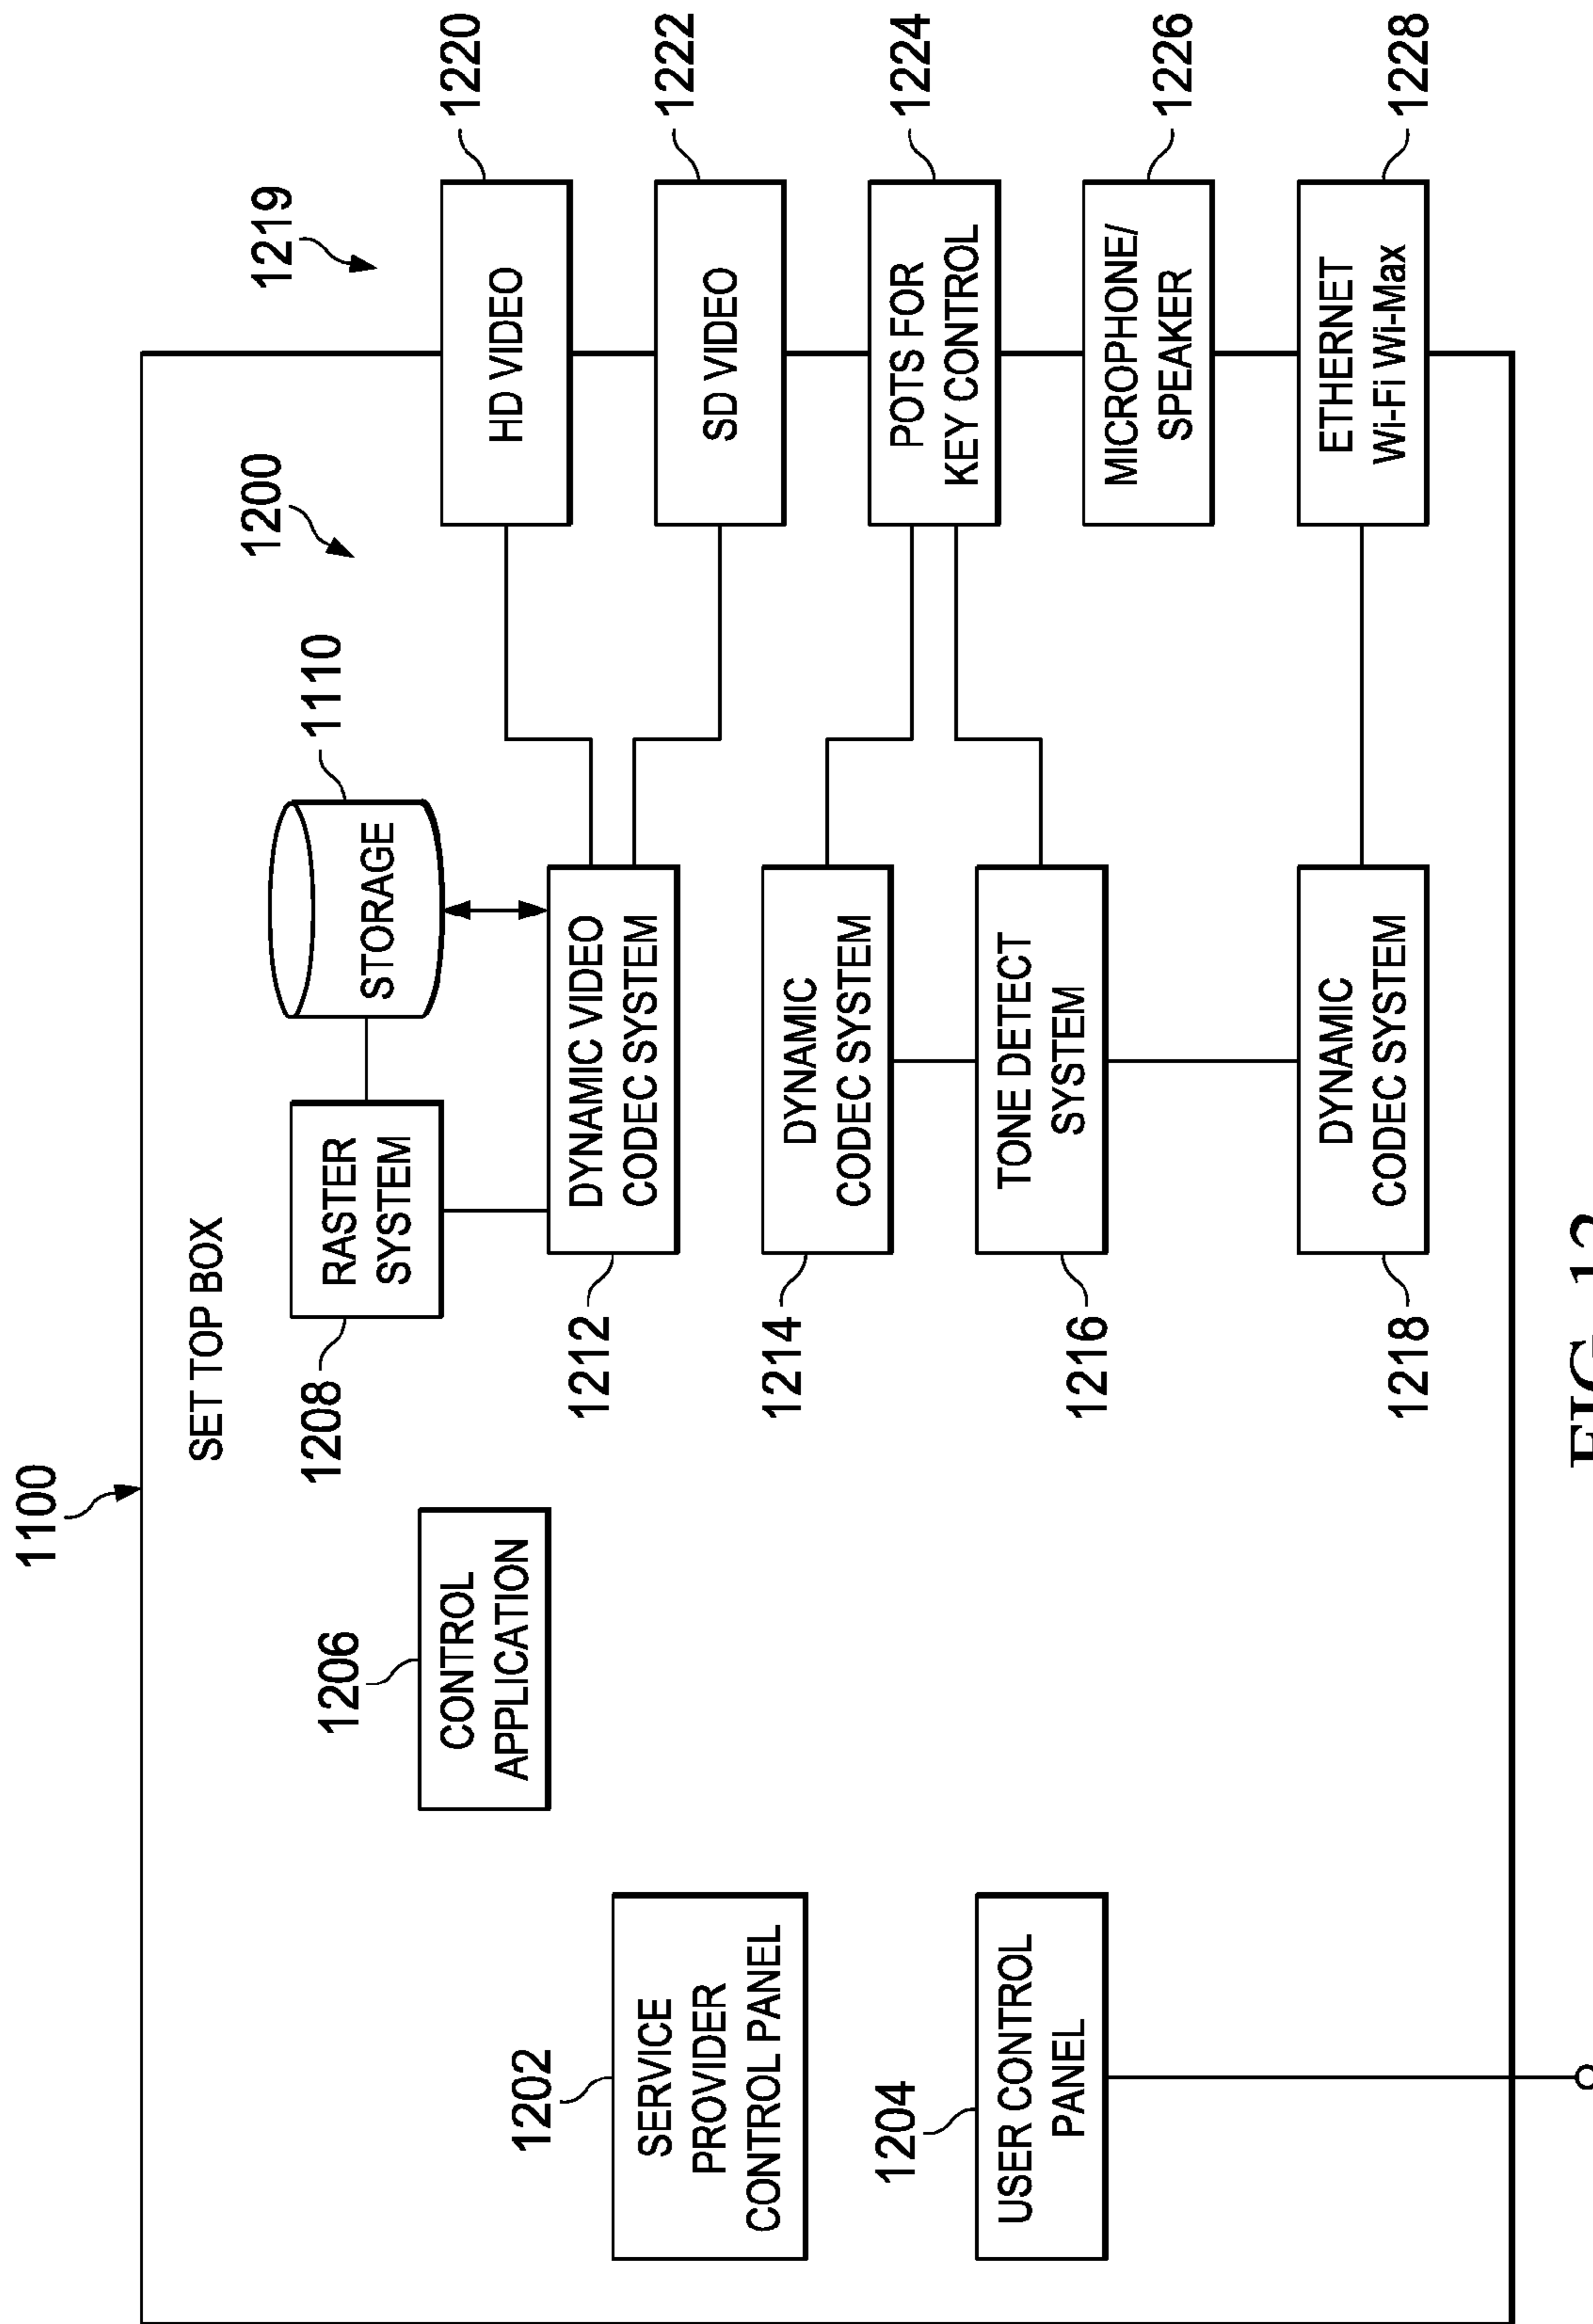 1100
SET TOP BOX
1200
1219
1202
SERVICE
PROVIDER
CONTROL PANEL
1204
USER CONTROL
PANEL
1206
CONTROL
APPLICATION
1208
RASTER
SYSTEM
STORAGE
1110
1212
DYNAMIC VIDEO
CODEC SYSTEM
1214
DYNAMIC
CODEC SYSTEM
1216
TONE DETECT
SYSTEM
1218
DYNAMIC
CODEC SYSTEM
HD VIDEO
1220
SD VIDEO
1222
POTS FOR
KEY CONTROL
1224
MICROPHONE/
SPEAKER
1226
ETHERNET
Wi-Fi Wi-Max
1228